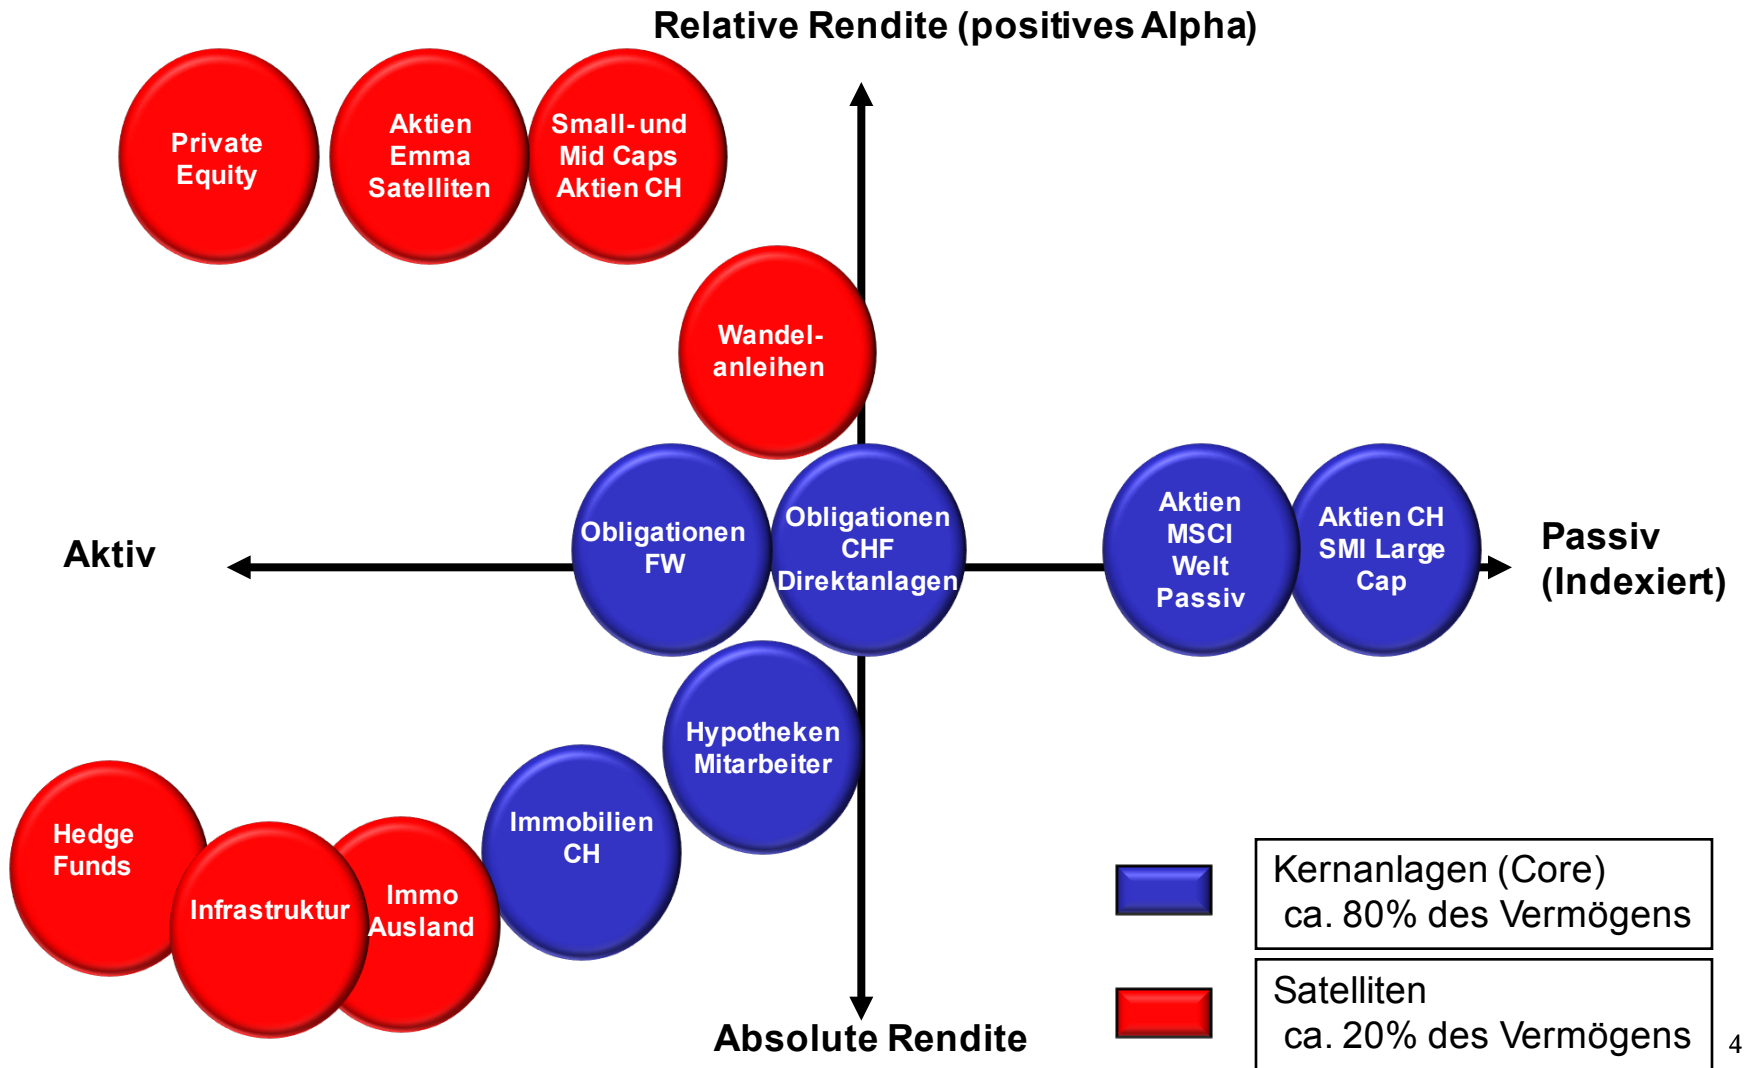 Relative Rendite (positives Alpha)
Private
Equity
Aktien
Emma
Satelliten
Small- und
Mid Caps
Aktien CH
Wandel-
anleihen
Aktiv
Obligationen
FW
Obligationen
CHF
Direktanlagen
Aktien
MSCI
Welt
Passiv
Aktien CH
SMI Large
Cap
Passiv
(Indexiert)
Hypotheken
Mitarbeiter
Immobilien
CH
Hedge
Funds
Infrastruktur
Immo
Ausland
Kernanlagen (Core)
ca. 80% des Vermögens
Satelliten
ca. 20% des Vermögens
Absolute Rendite
4